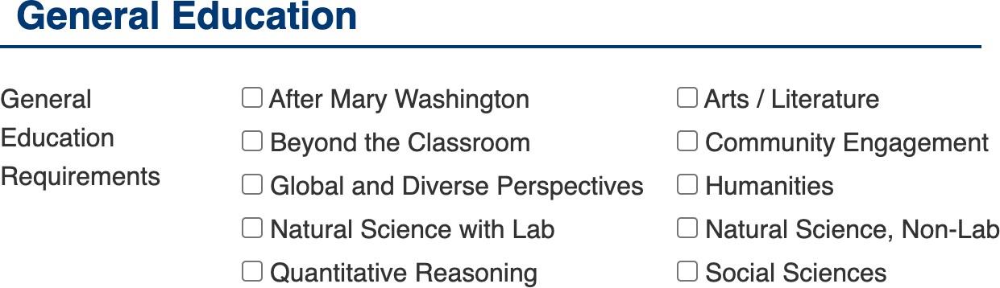 General Education
General
Education
Requirements
After Mary Washington
Arts / Literature
Beyond the Classroom
Community Engagement
Global and Diverse Perspectives
Humanities
Natural Science with Lab
Natural Science, Non-Lab
Quantitative Reasoning
Social Sciences